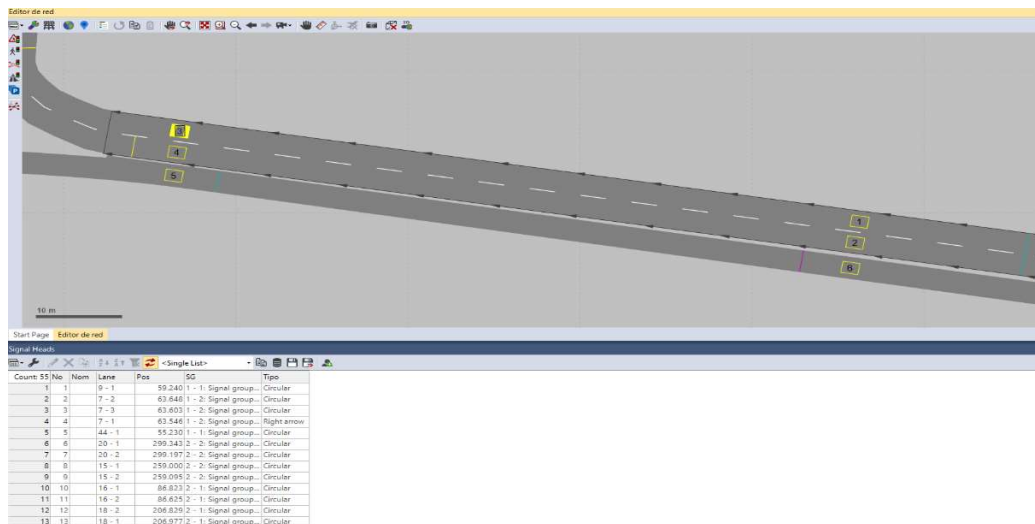 Editor de red
3
4
5
1
2
6
10 m
Start Page Editor de red
Signal Heads
<Single List>
Count: 55 No Nom Lane Pos SG Tipo
1 1 9 - 1 59.240 1 - 1: Signal group... Circular
2 2 7 - 2 63.648 1 - 2: Signal group... Circular
3 3 7 - 3 63.603 1 - 2: Signal group... Circular
4 4 7 - 1 63.546 1 - 2: Signal group... Right arrow
5 5 44 - 1 55.230 1 - 1: Signal group... Circular
6 6 20 - 1 299.343 2 - 2: Signal group... Circular
7 7 20 - 2 299.197 2 - 2: Signal group... Circular
8 8 15 - 1 259.000 2 - 2: Signal group... Circular
9 9 15 - 2 259.095 2 - 2: Signal group... Circular
10 10 16 - 1 86.823 2 - 1: Signal group... Circular
11 11 16 - 2 86.625 2 - 1: Signal group... Circular
12 12 18 - 2 206.829 2 - 1: Signal group... Circular
13 13 18 - 1 206.977 2 - 1: Signal group... Circular